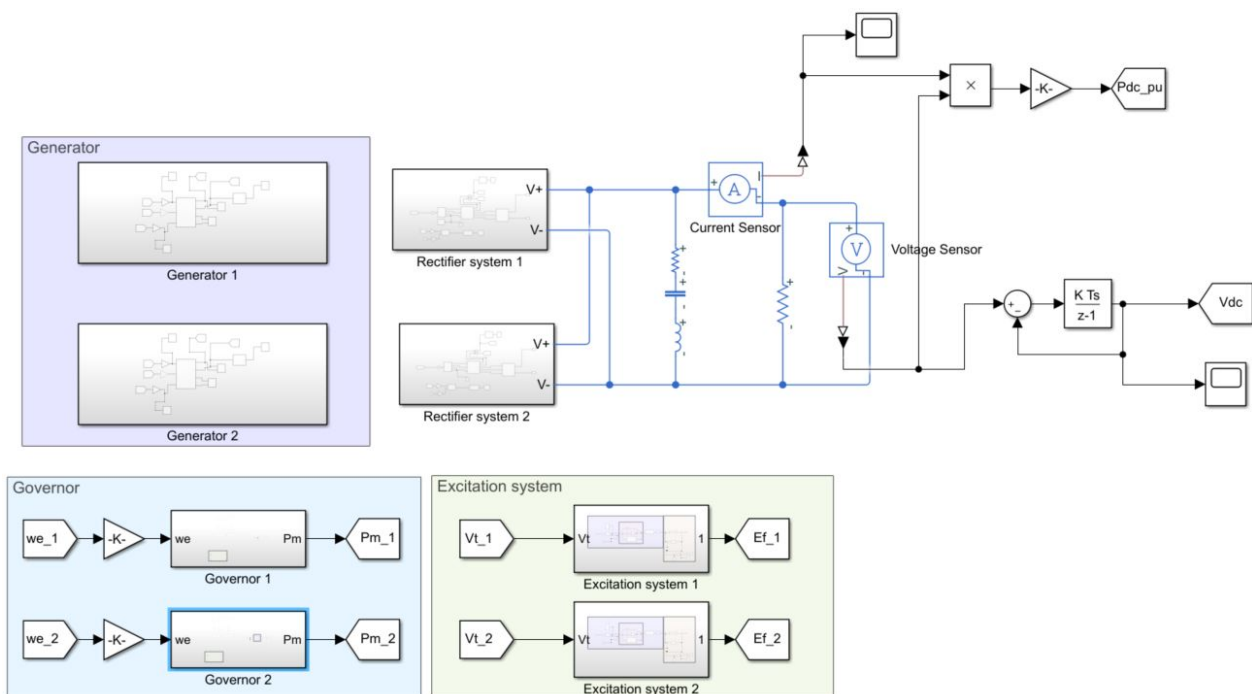 ×
-K-
Pdc_pu
Generator
Generator 1
Generator 2
V+
V-
Rectifier system 1
V+
V-
Rectifier system 2
+
A
I
-
Current Sensor
+
-
+
-
+
-
+
-
+
V
V
-
Voltage Sensor
+
-
K Ts
z-1
Vdc
Governor
we_1
-K-
we
Pm
Pm_1
Governor 1
we_2
-K-
we
Pm
Pm_2
Governor 2
Excitation system
Vt_1
Vt
1
Ef_1
Excitation system 1
Vt_2
Vt
1
Ef_2
Excitation system 2